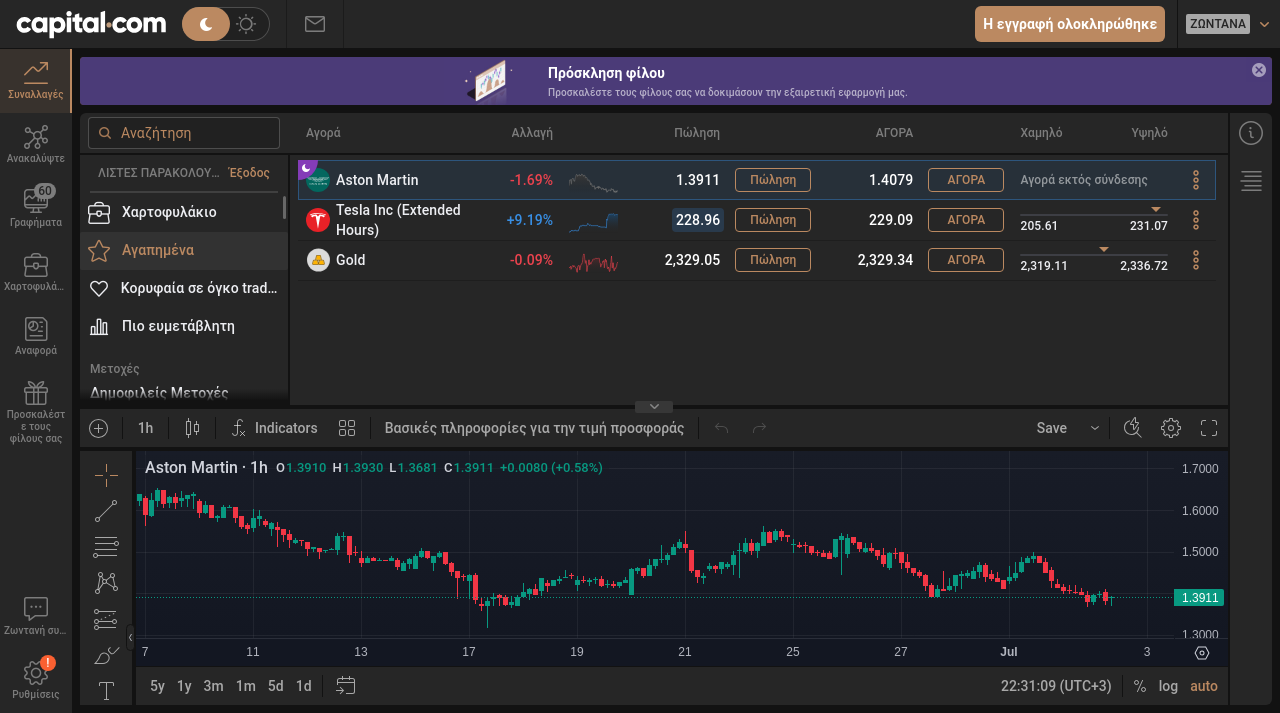 capital.com
Η εγγραφή ολοκληρώθηκε
ΖΩΝΤΑΝΑ
Πρόσκληση φίλου
Προσκαλέστε τους φίλους σας να δοκιμάσουν την εξαιρετική εφαρμογή μας.
Συναλλαγές
Ανακαλύψτε
60
Γραφήματα
Χαρτοφυλά...
Αναφορά
Προσκαλέστ
ε τους
φίλους σας
Ζωντανή συ...
!
Ρυθμίσεις
Αναζήτηση
ΛΙΣΤΕΣ ΠΑΡΑΚΟΛΟΥ... Έξοδος
Χαρτοφυλάκιο
Αγαπημένα
Κορυφαία σε όγκο trad...
Πιο ευμετάβλητη
Μετοχές
Δημοφιλείς Μετοχές
Αγορά Αλλαγή Πώληση ΑΓΟΡΑ Χαμηλό Υψηλό
Aston Martin -1.69% 1.3911 Πώληση 1.4079 ΑΓΟΡΑ Αγορά εκτός σύνδεσης
Tesla Inc (Extended
Hours) +9.19% 228.96 Πώληση 229.09 ΑΓΟΡΑ 205.61 231.07
Gold -0.09% 2,329.05 Πώληση 2,329.34 ΑΓΟΡΑ 2,319.11 2,336.72
1h Indicators Βασικές πληροφορίες για την τιμή προσφοράς Save
Aston Martin · 1h O1.3910 H1.3930 L1.3681 C1.3911 +0.0080 (+0.58%)
1.7000
1.6000
1.5000
1.3911
1.3000
7 11 13 17 19 21 25 27 Jul 3
5y 1y 3m 1m 5d 1d 22:31:09 (UTC+3) % log auto